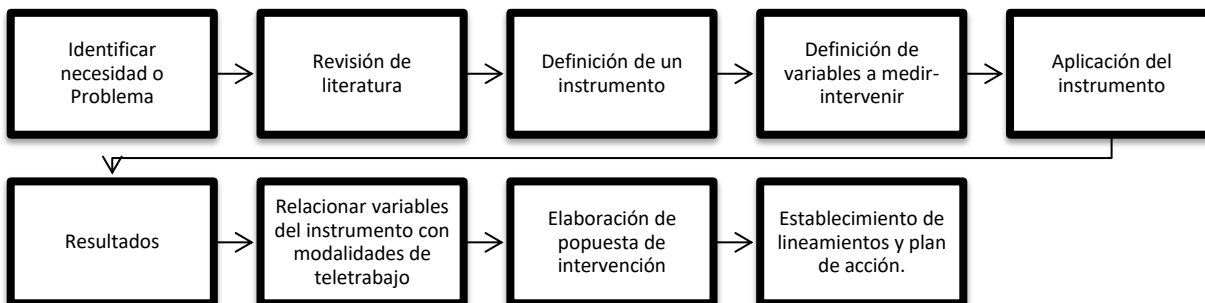 Identificar
necesidad o
Problema
Revisión de
literatura
Definición de un
instrumento
Definición de
variables a medir-
intervenir
Aplicación del
instrumento
Resultados
Relacionar variables
del instrumento con
modalidades de
teletrabajo
Elaboración de
popuesta de
intervención
Establecimiento de
lineamientos y plan
de acción.